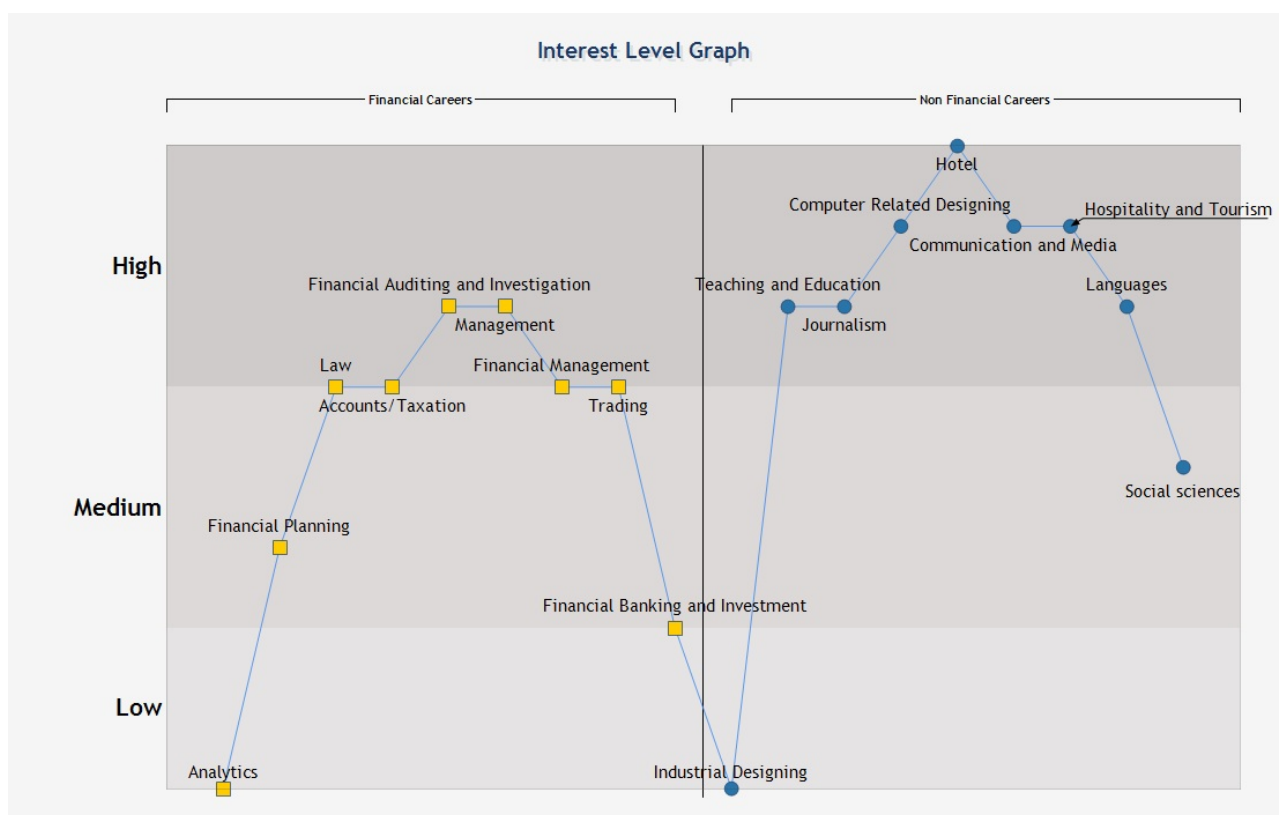 Interest Level Graph
Financial Careers
Non Financial Careers
Hotel
Computer Related Designing
Hospitality and Tourism
Communication and Media
High
Financial Auditing and Investigation
Teaching and Education
Languages
Management
Journalism
Law
Financial Management
Accounts/Taxation
Trading
Social sciences
Medium
Financial Planning
Financial Banking and Investment
Low
Analytics
Industrial Designing